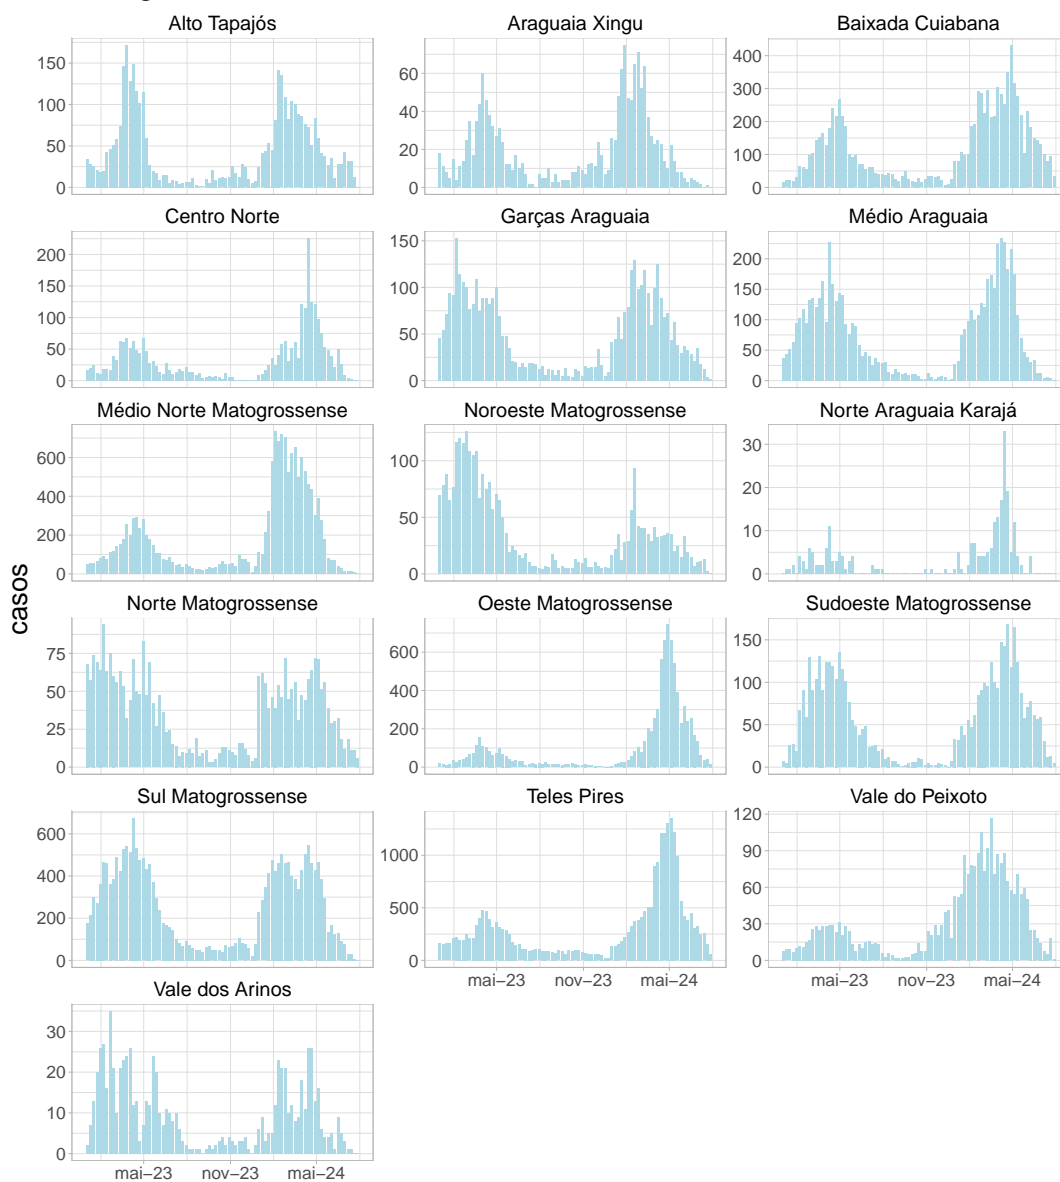 Alto Tapajós Araguaia Xingu Baixada Cuiabana
150 100 50 0
60 40 20 0
400 300 200 100 0
Centro Norte Garças Araguaia Médio Araguaia
200 150 100 50 0
150 100 50 0
200 150 100 50 0
Médio Norte Matogrossense Noroeste Matogrossense Norte Araguaia Karajá
600 400 200 0
100 50 0
30 20 10 0
casos
Norte Matogrossense Oeste Matogrossense Sudoeste Matogrossense
75 50 25 0
600 400 200 0
150 100 50 0
Sul Matogrossense Teles Pires Vale do Peixoto
600 400 200 0
1000 500 0
120 90 60 30 0
mai–23 nov–23 mai–24 mai–23 nov–23 mai–24
Vale dos Arinos
30 20 10 0
mai–23 nov–23 mai–24